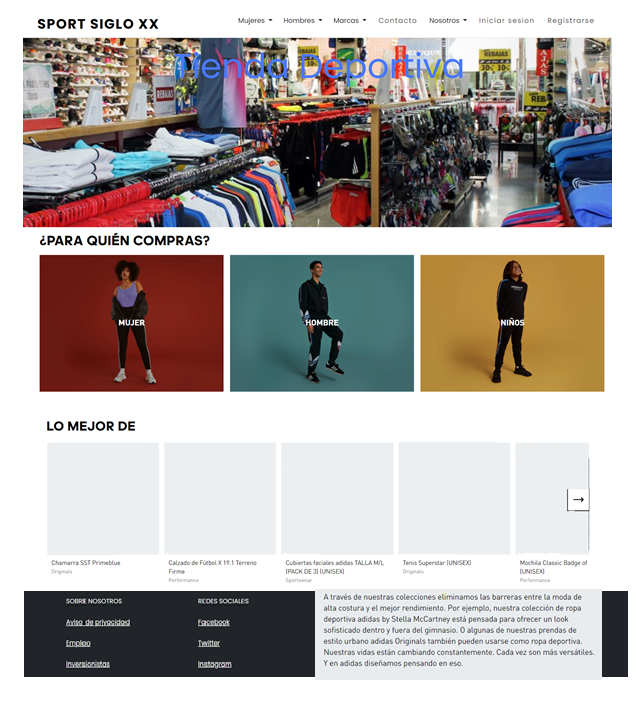 SPORT SIGLO XX
Mujeres Hombres Marcas Contacto Nosotros Iniciar sesion Registrarse
Tienda Deportiva
REBAJAS
30%
REBAJAS
REBAJAS
REBAJAS
¿PARA QUIÉN COMPRAS?
MUJER
HOMBRE
NIÑOS
LO MEJOR DE
Chamarra SST Primeblue
Originals
Calzado de Fútbol X 19.1 Terreno
Firme
Performance
Cubiertas faciales adidas TALLA M/L
(PACK DE 3) (UNISEX)
Sportswear
Tenis Superstar (UNISEX)
Originals
Mochila Classic Badge of
(UNISEX)
Performance
SOBRE NOSOTROS
Aviso de privacidad
Empleo
Inversionistas
REDES SOCIALES
Facebook
Twitter
Instagram
A través de nuestras colecciones eliminamos las barreras entre la moda de
alta costura y el mejor rendimiento. Por ejemplo, nuestra colección de ropa
deportiva adidas by Stella McCartney está pensada para ofrecer un look
sofisticado dentro y fuera del gimnasio. O algunas de nuestras prendas de
estilo urbano adidas Originals también pueden usarse como ropa deportiva.
Nuestras vidas están cambiando constantemente. Cada vez son más versátiles.
Y en adidas diseñamos pensando en eso.